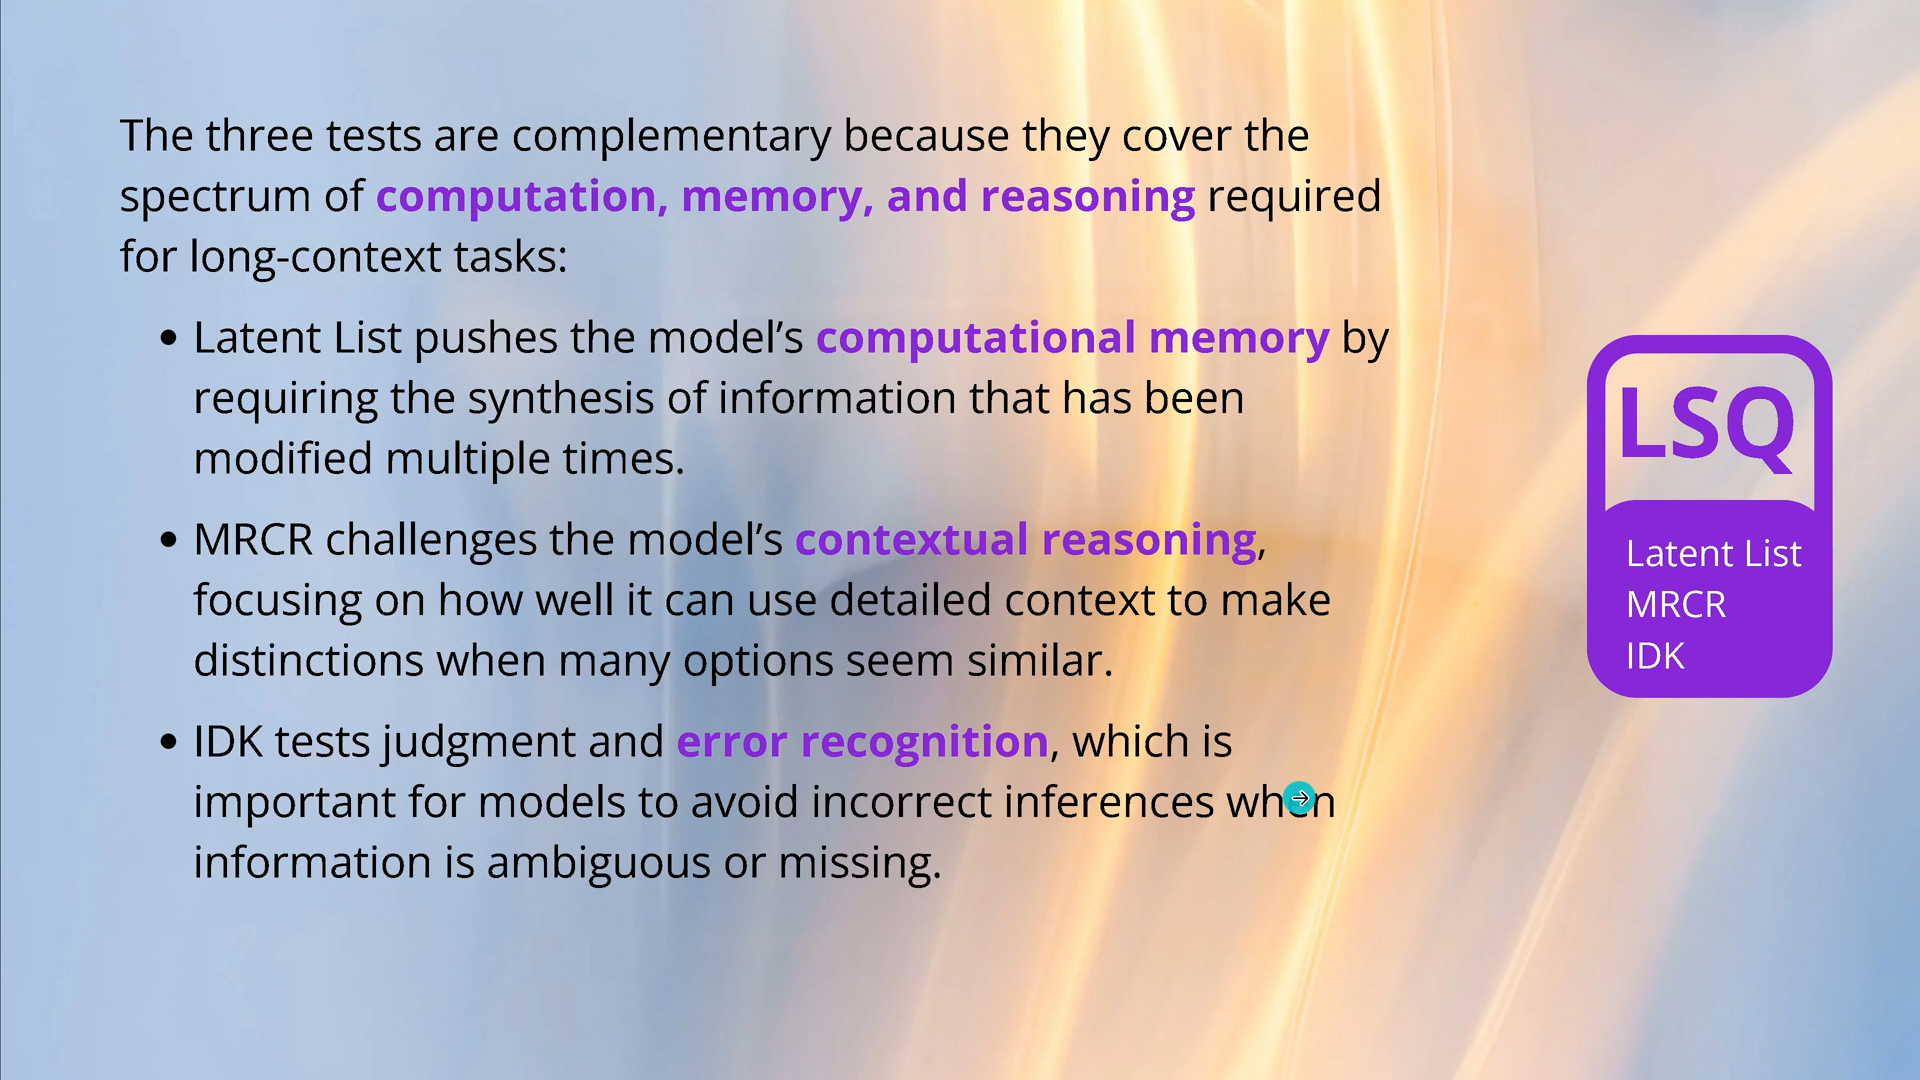 The three tests are complementary because they cover the
spectrum of computation, memory, and reasoning required
for long-context tasks:
• Latent List pushes the model’s computational memory by
requiring the synthesis of information that has been
modified multiple times.
• MRCR challenges the model’s contextual reasoning,
focusing on how well it can use detailed context to make
distinctions when many options seem similar.
• IDK tests judgment and error recognition, which is
important for models to avoid incorrect inferences when
information is ambiguous or missing.
LSQ
Latent List
MRCR
IDK